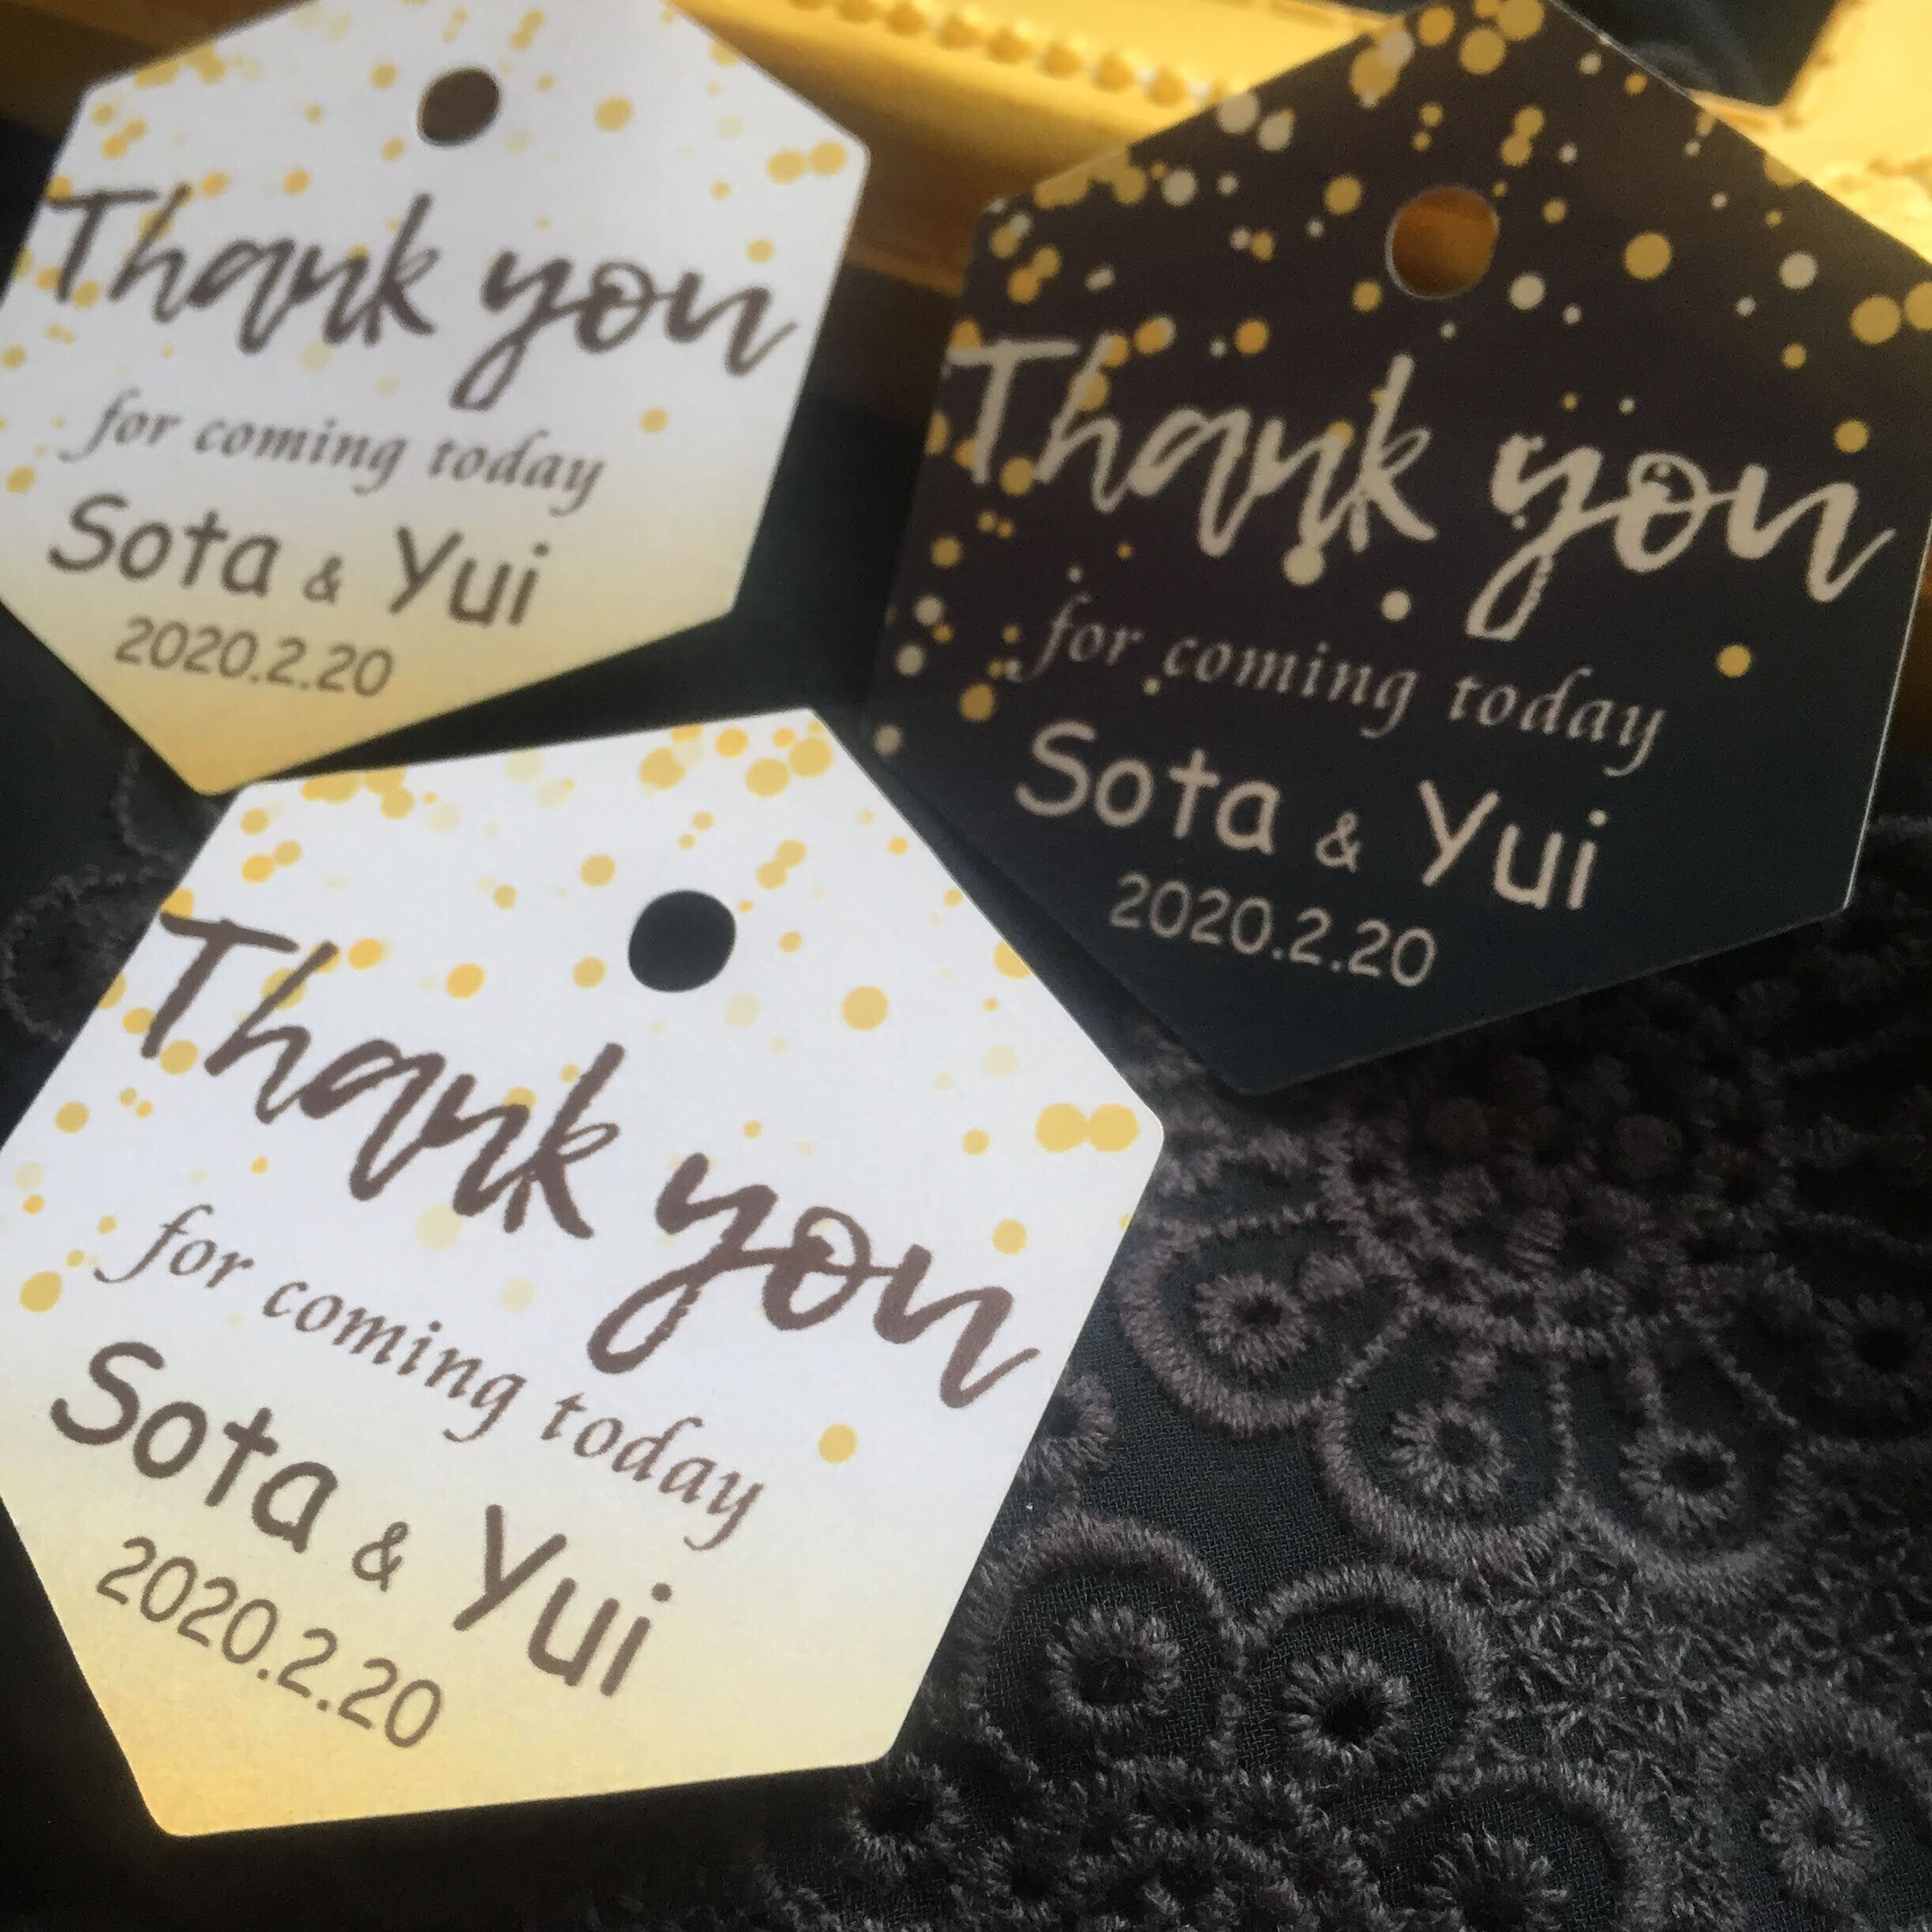 Thank you
for coming today
Sota & Yui
2020.2.20
Thank you
for coming today
Sota & Yui
2020.2.20
Thank you
for coming today
Sota & Yui
2020.2.20